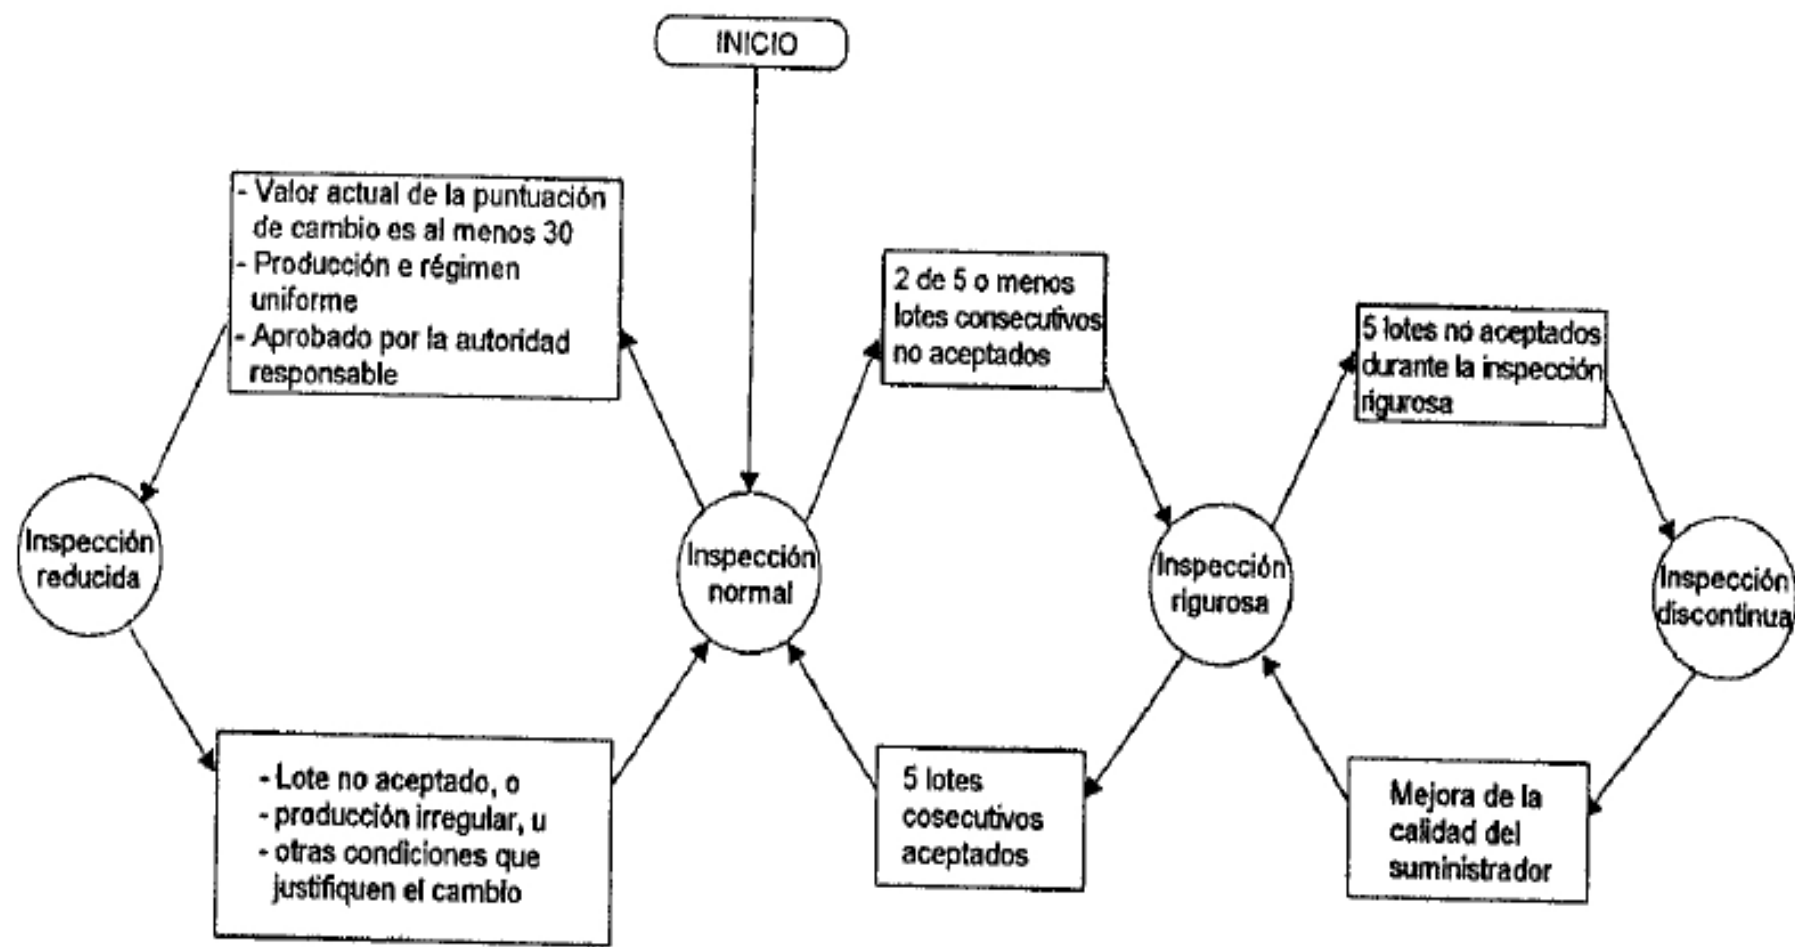 INICIO
- Valor actual de la puntuación
de cambio es al menos 30
- Producción e régimen
uniforme
- Aprobado por la autoridad
responsable
2 de 5 o menos
lotes consecutivos
no aceptados
5 lotes no aceptados
durante la inspección
rigurosa
Inspección
reducida
Inspección
normal
Inspección
rigurosa
Inspección
discontinua
- Lote no aceptado, o
- producción irregular, u
- otras condiciones que
justifiquen el cambio
5 lotes
cosecutivos
aceptados
Mejora de la
calidad del
suministrador